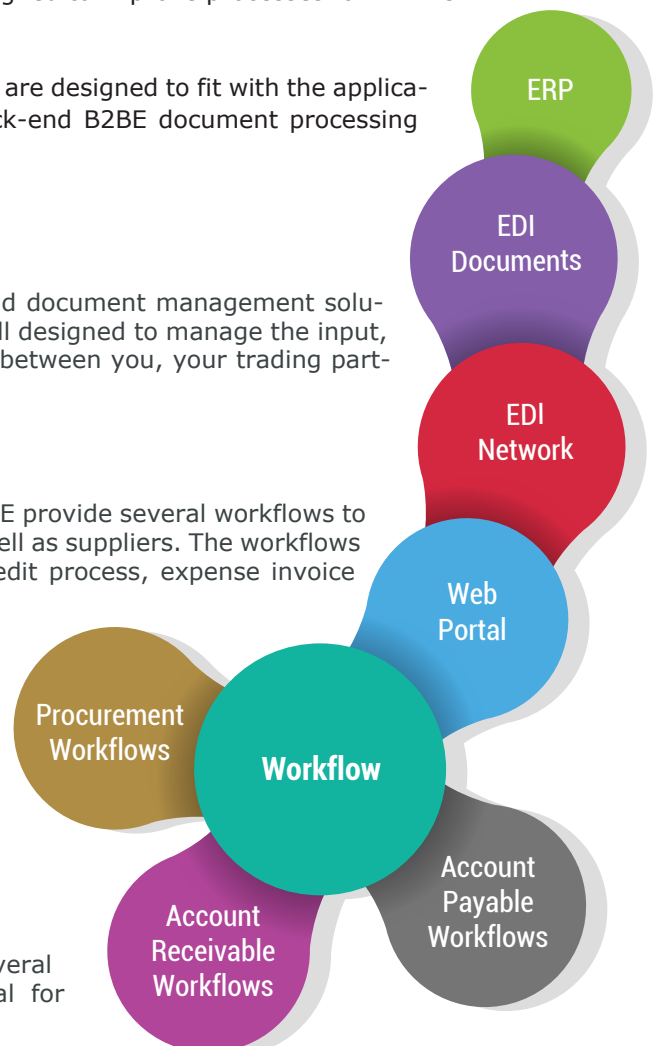 are designed to fit with the applica-
ck-end B2BE document processing
d document management solu-
ll designed to manage the input,
between you, your trading part-
E provide several workflows to
ell as suppliers. The workflows
edit process, expense invoice
veral
al for
ERP
EDI
Documents
EDI
Network
Web
Portal
Procurement
Workflows
Workflow
Account
Payable
Workflows
Account
Receivable
Workflows